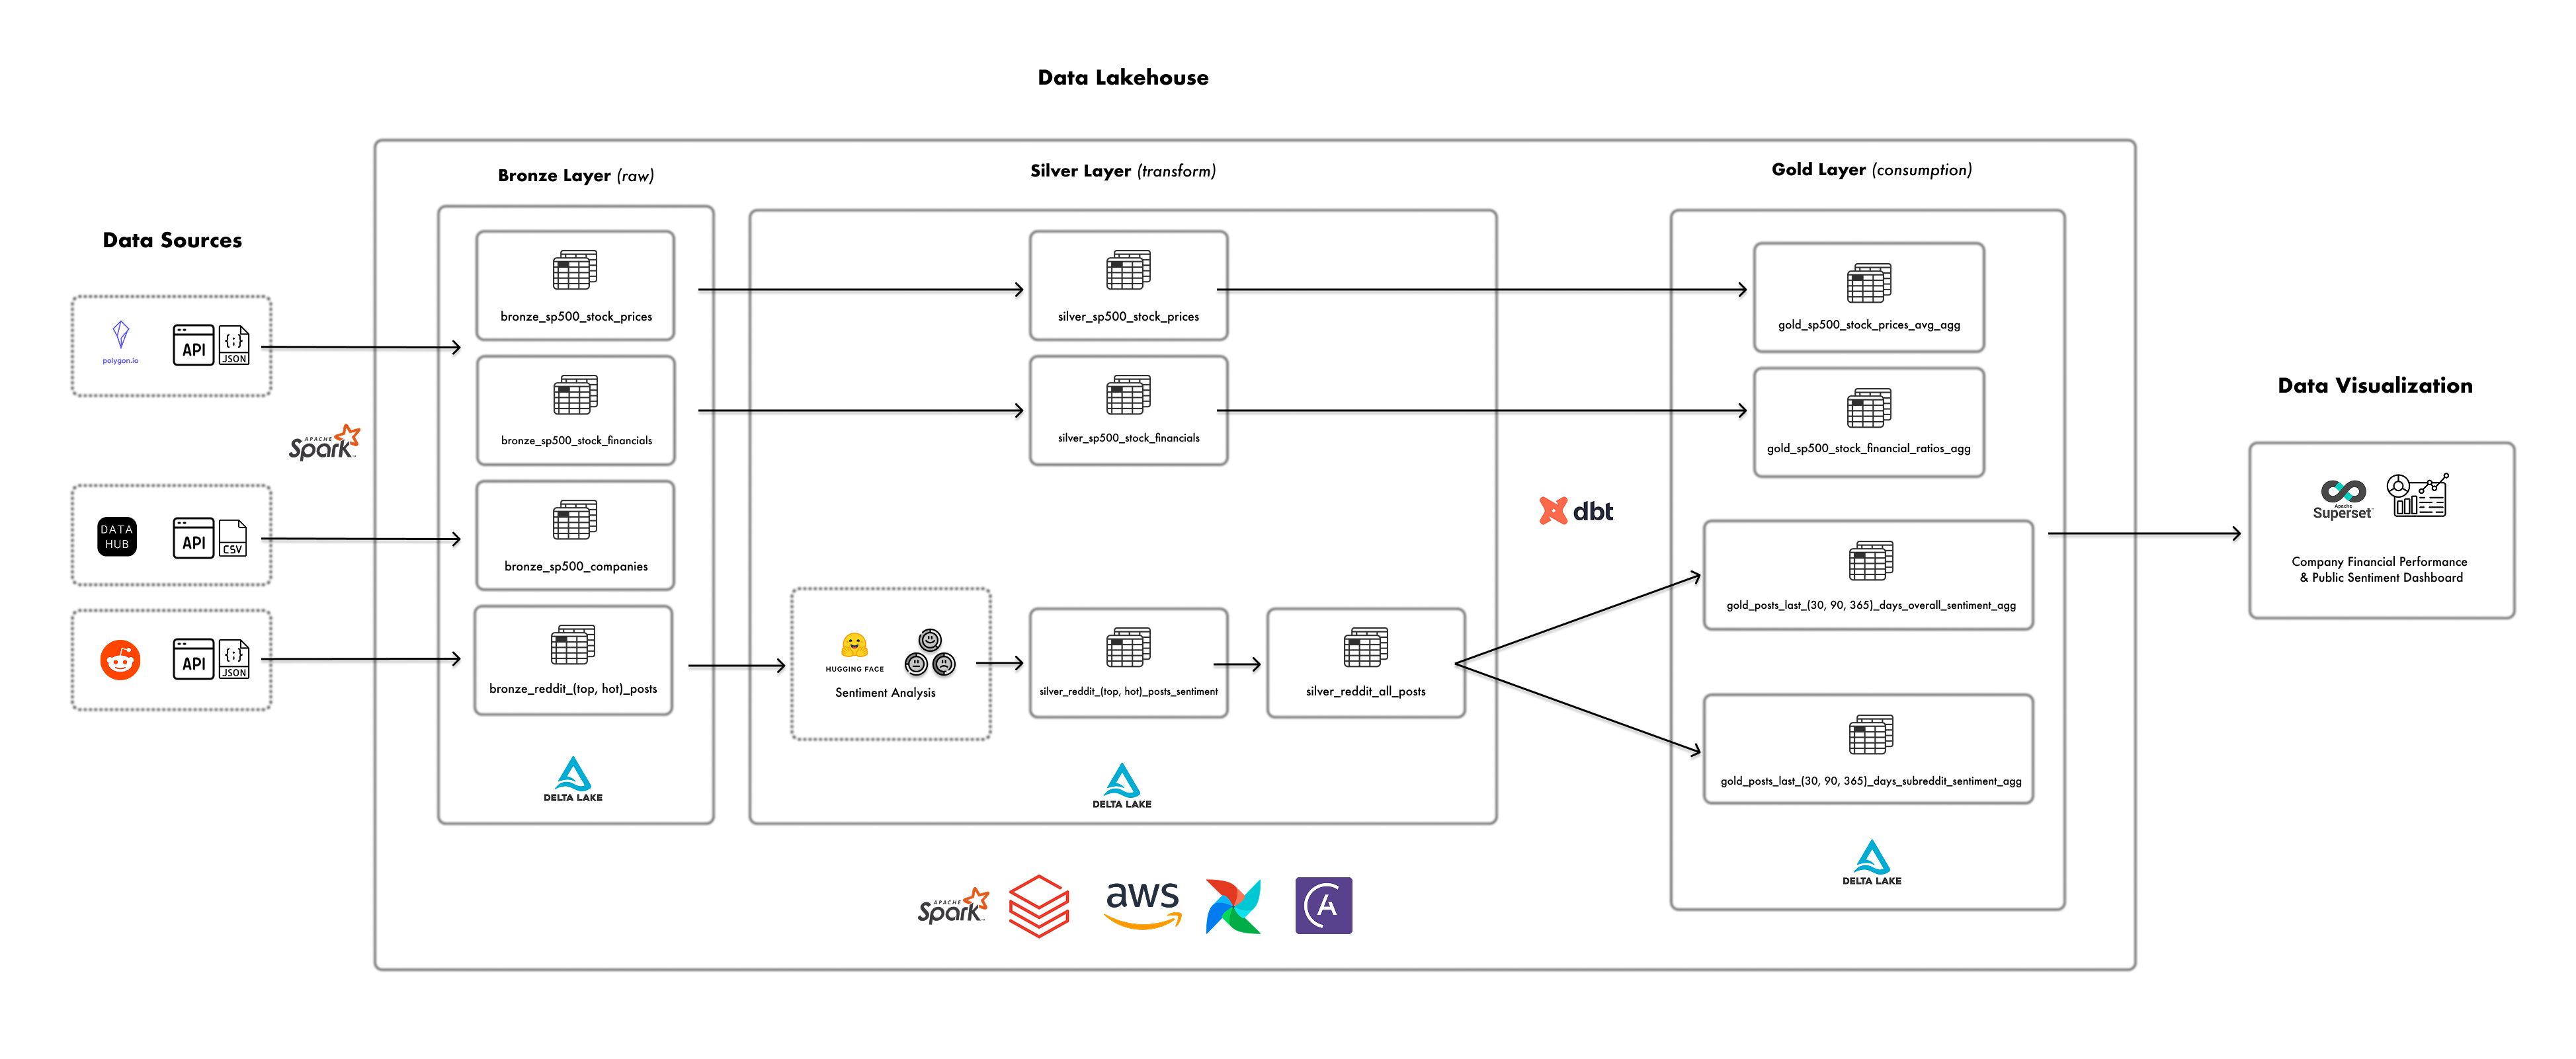 Data Lakehouse
Data Sources
polygon.io
API
JSON
DATA
HUB
API
CSV
API
JSON
APACHE
Spark
Bronze Layer (raw)
bronze_sp500_stock_prices
bronze_sp500_stock_financials
bronze_sp500_companies
bronze_reddit_(top, hot)_posts
DELTA LAKE
Silver Layer (transform)
silver_sp500_stock_prices
silver_sp500_stock_financials
HUGGING FACE
Sentiment Analysis
silver_reddit_(top, hot)_posts_sentiment
silver_reddit_all_posts
DELTA LAKE
dbt
Gold Layer (consumption)
gold_sp500_stock_prices_avg_agg
gold_sp500_stock_financial_ratios_agg
gold_posts_last_(30, 90, 365)_days_overall_sentiment_agg
gold_posts_last_(30, 90, 365)_days_subreddit_sentiment_agg
DELTA LAKE
APACHE
Spark
aws
A
Data Visualization
Apache
Superset
Company Financial Performance
& Public Sentiment Dashboard